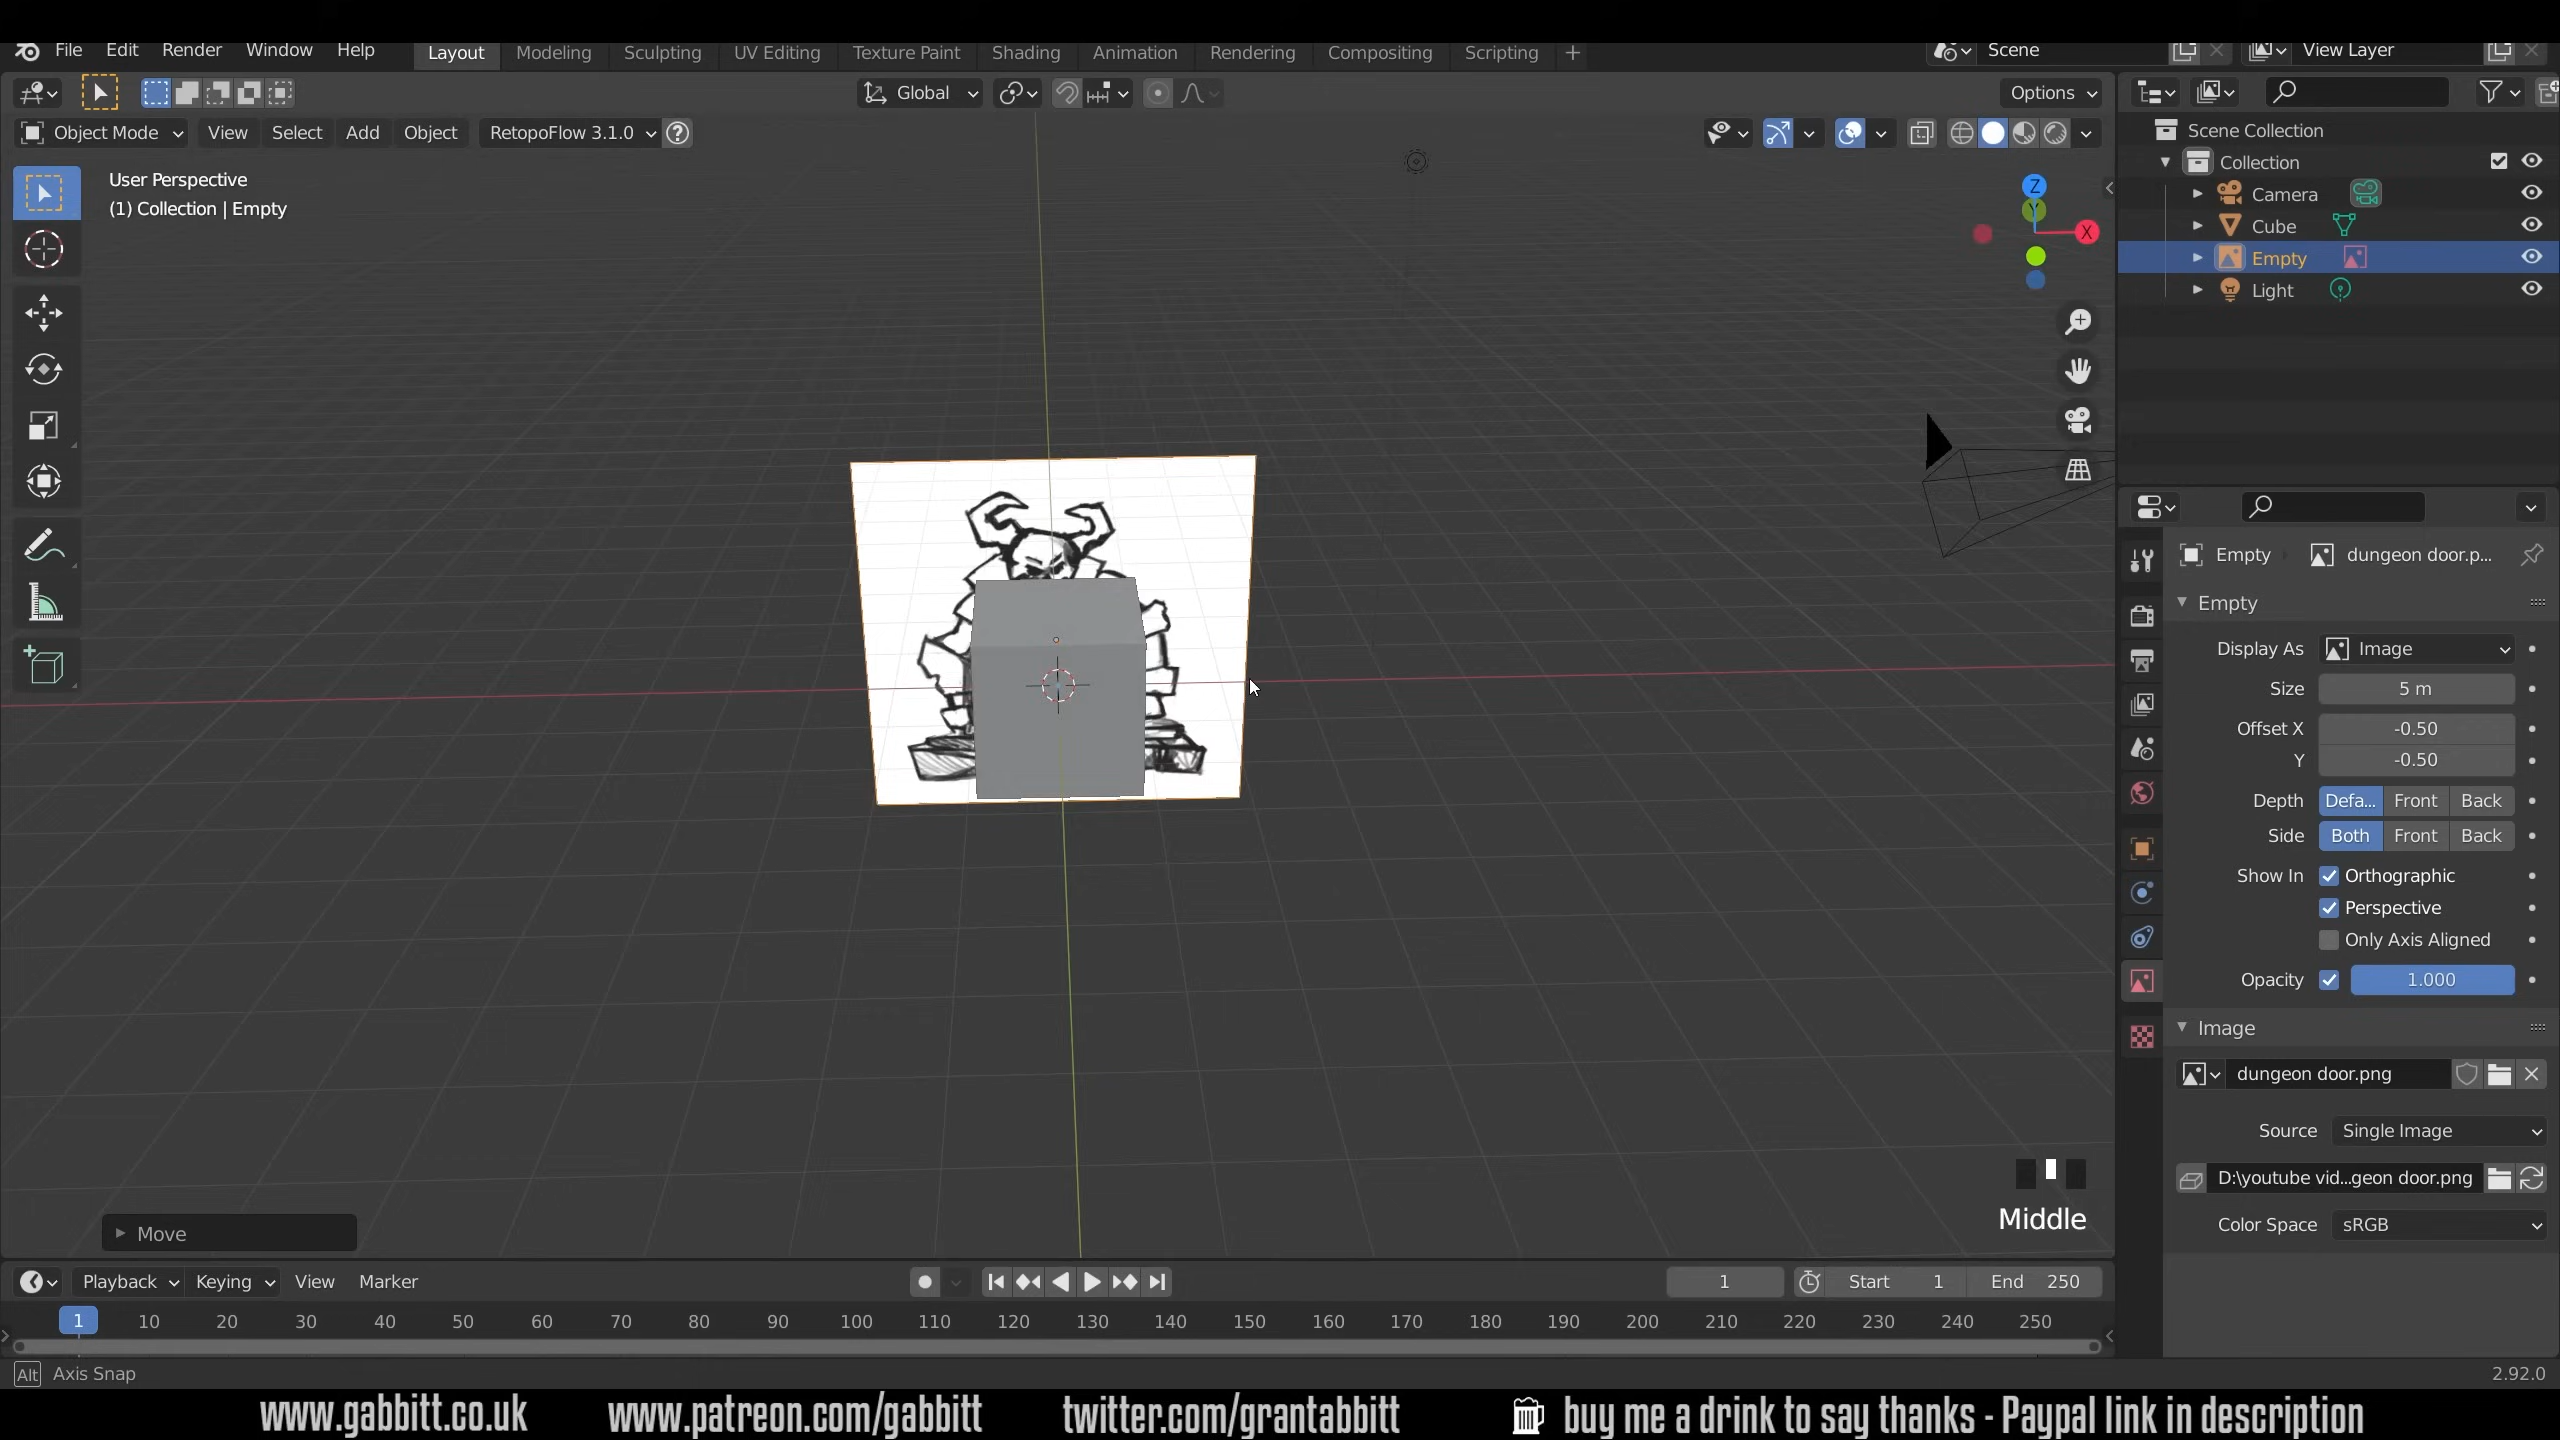 File Edit Render Window Help Layout Modeling Sculpting UV Editing Texture Paint Shading Animation Rendering Compositing Scripting + Scene View Layer
Global Options
Object Mode View Select Add Object RetopoFlow 3.1.0
User Perspective
(1) Collection | Empty
Z
Y
X
Scene Collection
Collection
Camera
Cube
Empty
Light
Empty dungeon door.p...
Empty
Display As Image
Size 5 m
Offset X -0.50
Y -0.50
Depth Defa... Front Back
Side Both Front Back
Show In Orthographic
Perspective
Only Axis Aligned
Opacity 1.000
Image
dungeon door.png
Source Single Image
D:\youtube vid...geon door.png
Color Space sRGB
Middle
Move
Playback Keying View Marker 1 Start 1 End 250
1 10 20 30 40 50 60 70 80 90 100 110 120 130 140 150 160 170 180 190 200 210 220 230 240 250
Alt Axis Snap 2.92.0
www.gabbitt.co.uk www.patreon.com/gabbitt twitter.com/grantabbitt buy me a drink to say thanks - Paypal link in description